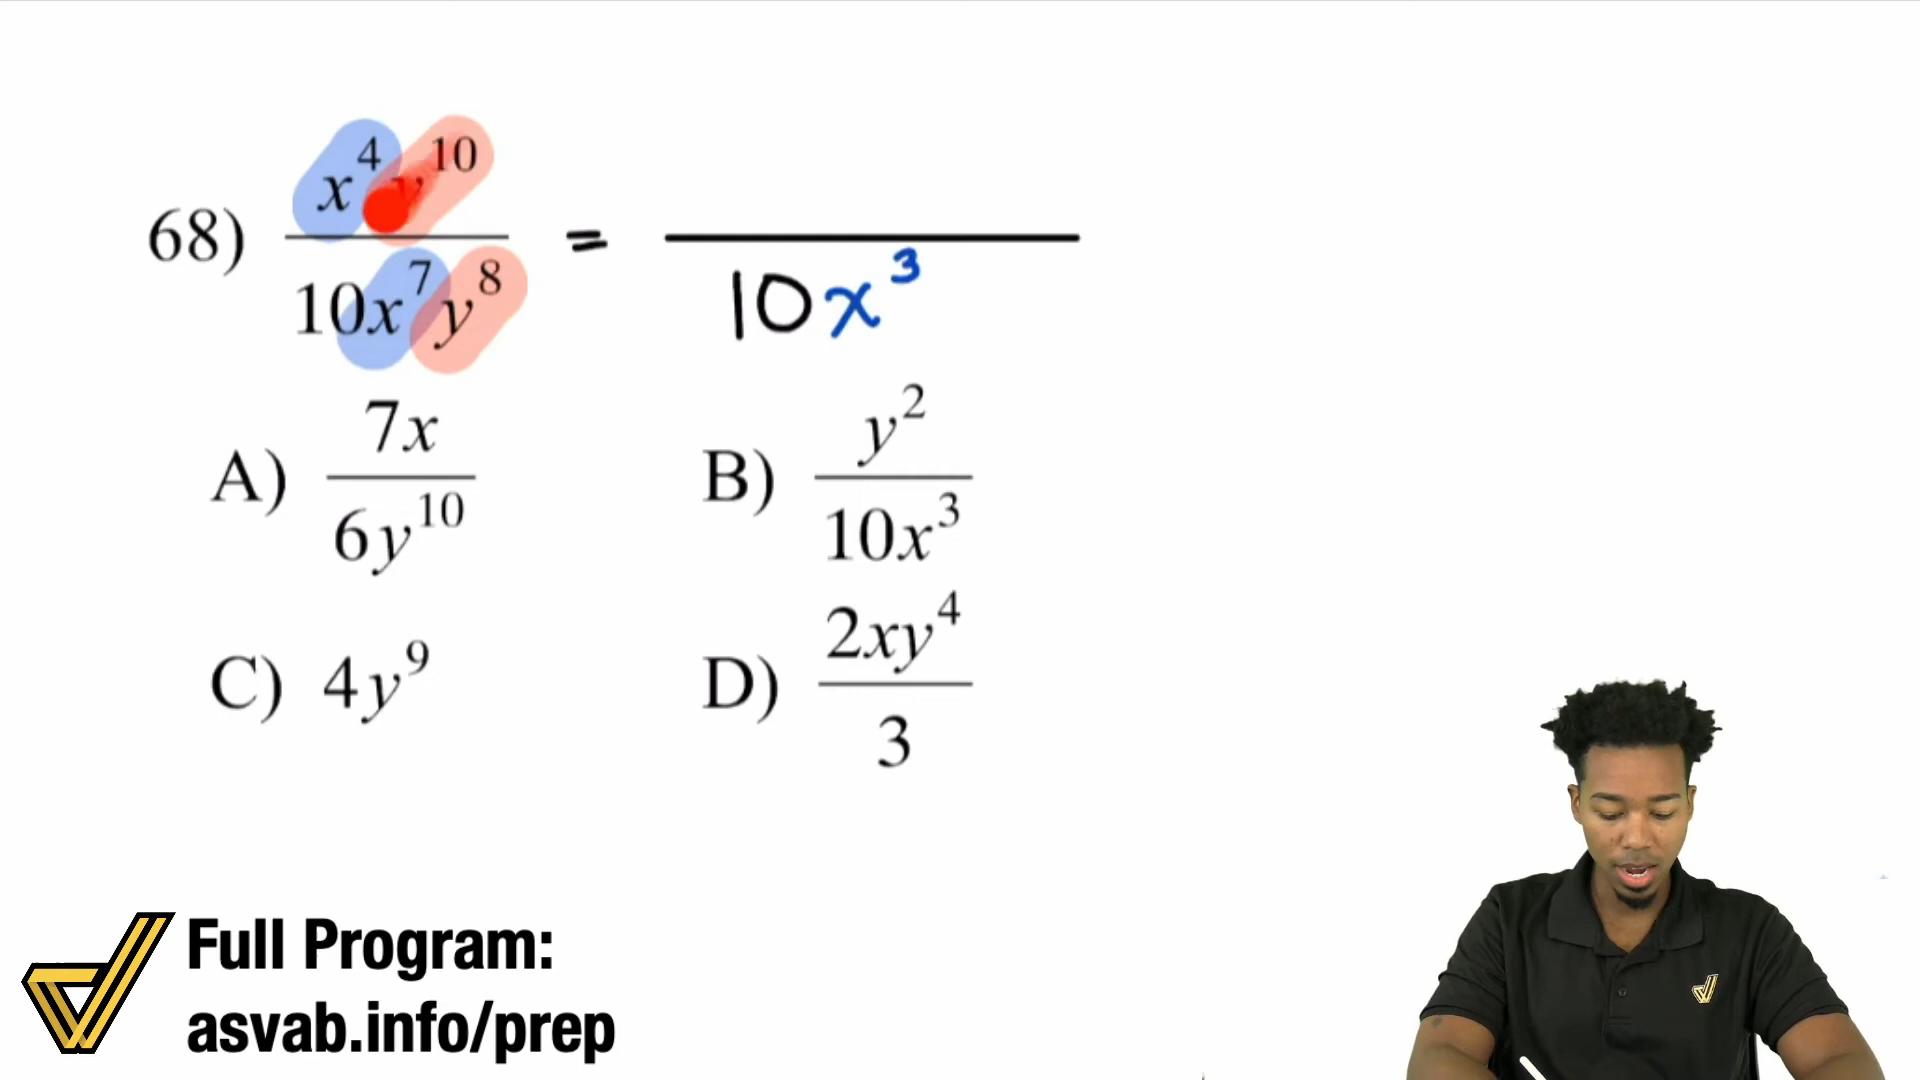 68) x⁴y¹⁰ / 10x⁷y⁸ = / 10x³
A) 7x / 6y¹⁰
B) y² / 10x³
C) 4y⁹
D) 2xy⁴ / 3
Full Program:
asvab.info/prep